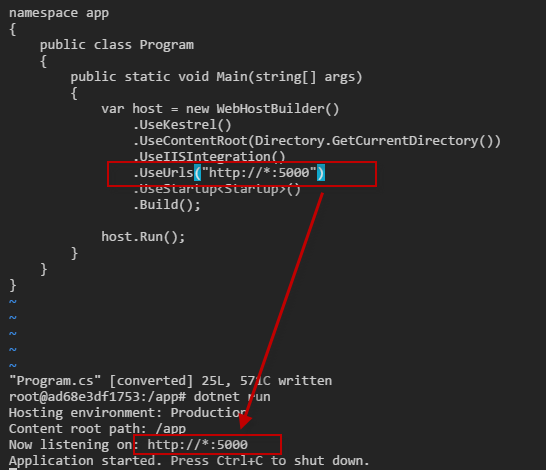 namespace app
{
    public class Program
    {
        public static void Main(string[] args)
        {
            var host = new WebHostBuilder()
                .UseKestrel()
                .UseContentRoot(Directory.GetCurrentDirectory())
                .UseIISIntegration()
                .UseUrls("http://*:5000")
                .UseStartup<Startup>()
                .Build();

            host.Run();
        }
    }
}
~
~
~
~
~
"Program.cs" [converted] 25L, 571C written
root@ad68e3df1753:/app# dotnet run
Hosting environment: Production
Content root path: /app
Now listening on: http://*:5000
Application started. Press Ctrl+C to shut down.